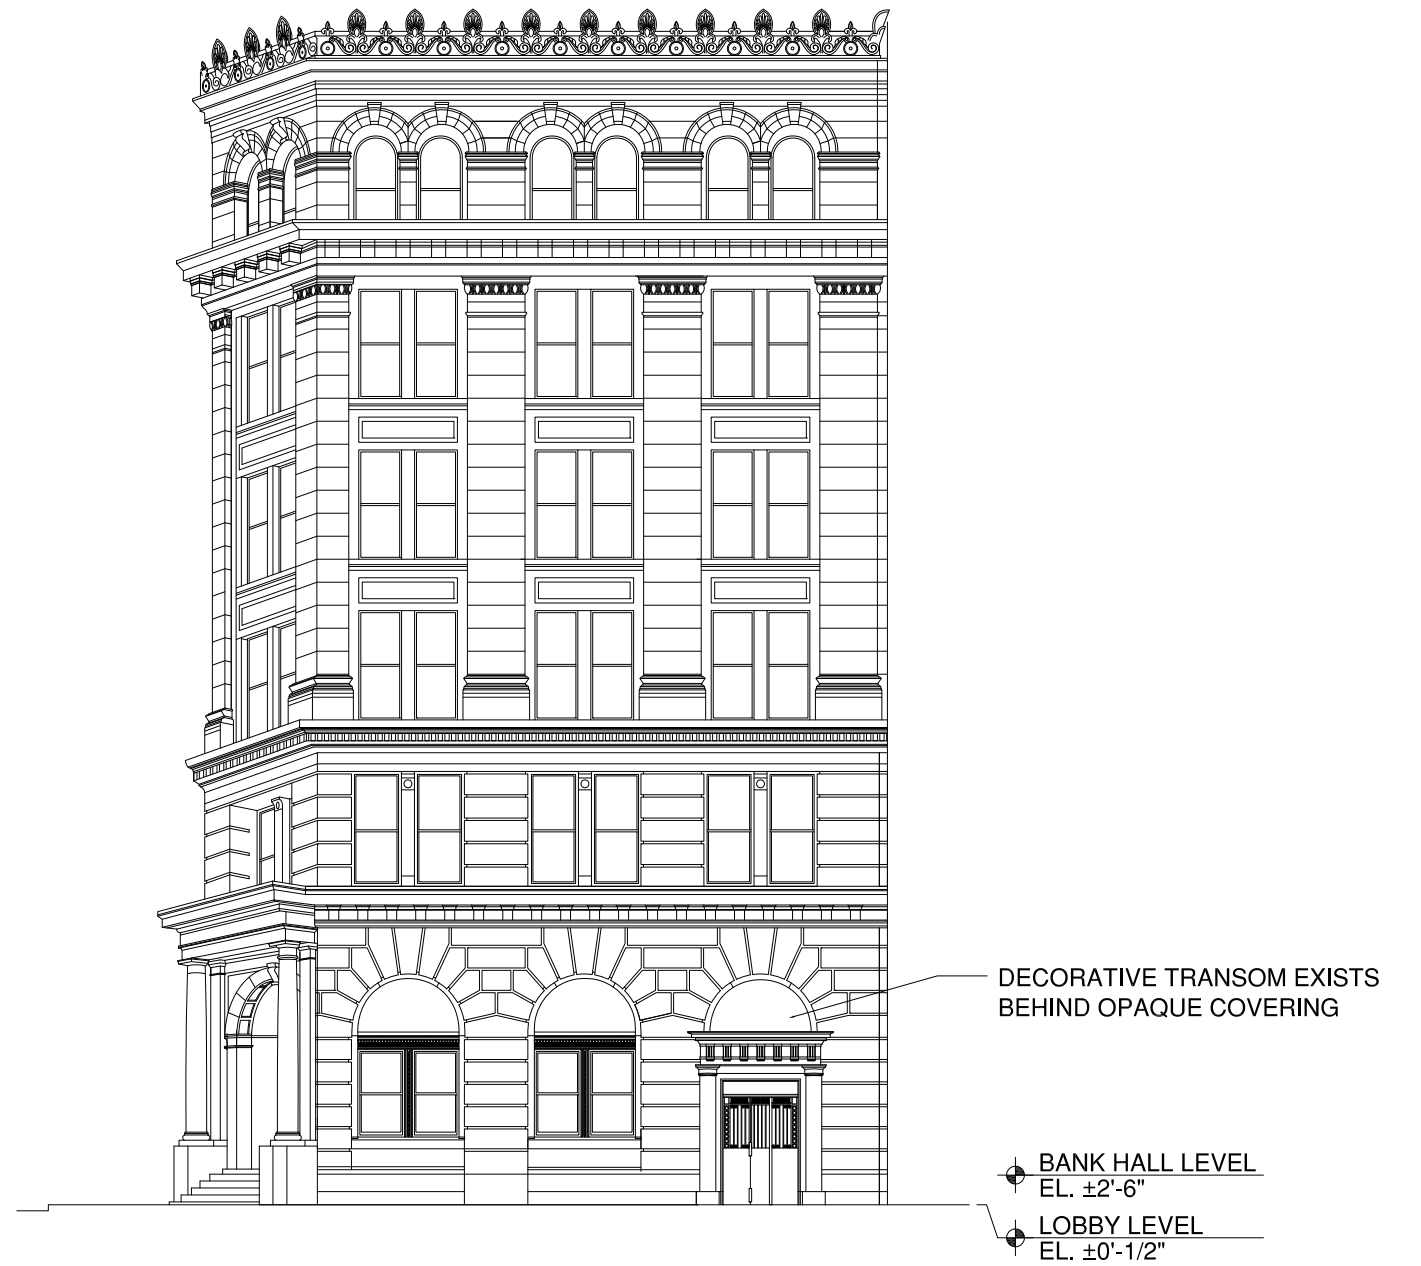 DECORATIVE TRANSOM EXISTS
BEHIND OPAQUE COVERING
BANK HALL LEVEL
EL. ±2'-6"
LOBBY LEVEL
EL. ±0'-1/2"